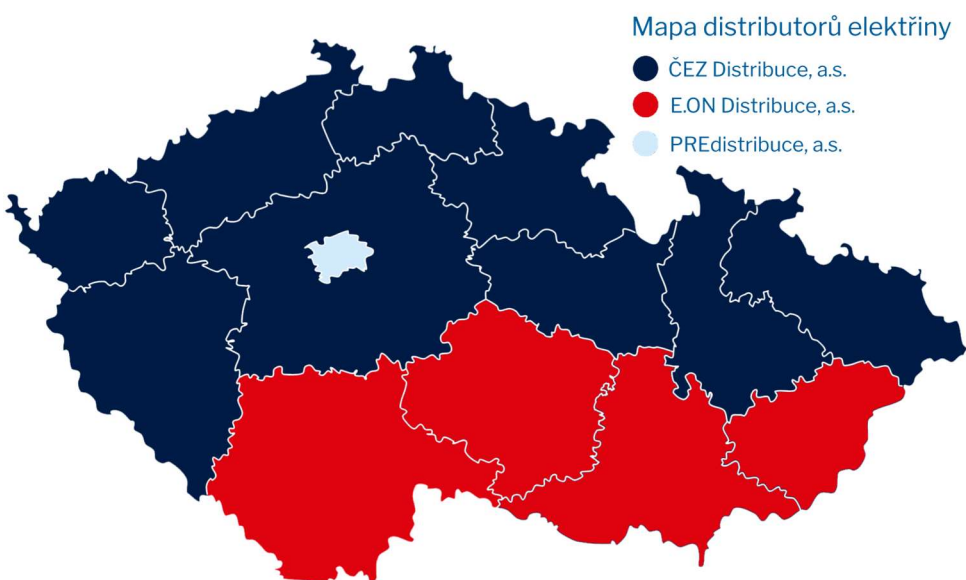 Mapa distributorů elektřiny
ČEZ Distribuce, a.s.
E.ON Distribuce, a.s.
PREdistribuce, a.s.